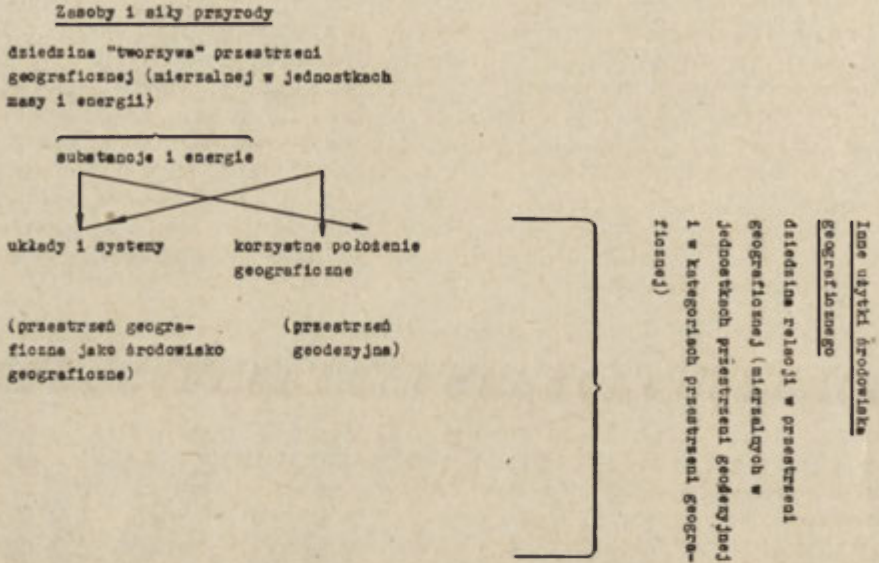 Zasoby i siły przyrody
dziedzina "tworzywa" przestrzeni
geograficznej (mierzalnej w jednostkach
masy i energii)
substancje i energie
układy i systemy
korzystne położenie
geograficzne
(przestrzeń geogra-
ficzna jako środowisko
geograficzne)
(przestrzeń
geodezyjna)
Inne użytki środowiska
geograficznego
dziedzina relacji w przestrzeni
geograficznej (mierzalnych w
jednostkach przestrzeni geodezyjnej
i w kategoriach przestrzeni geogra-
ficznej)